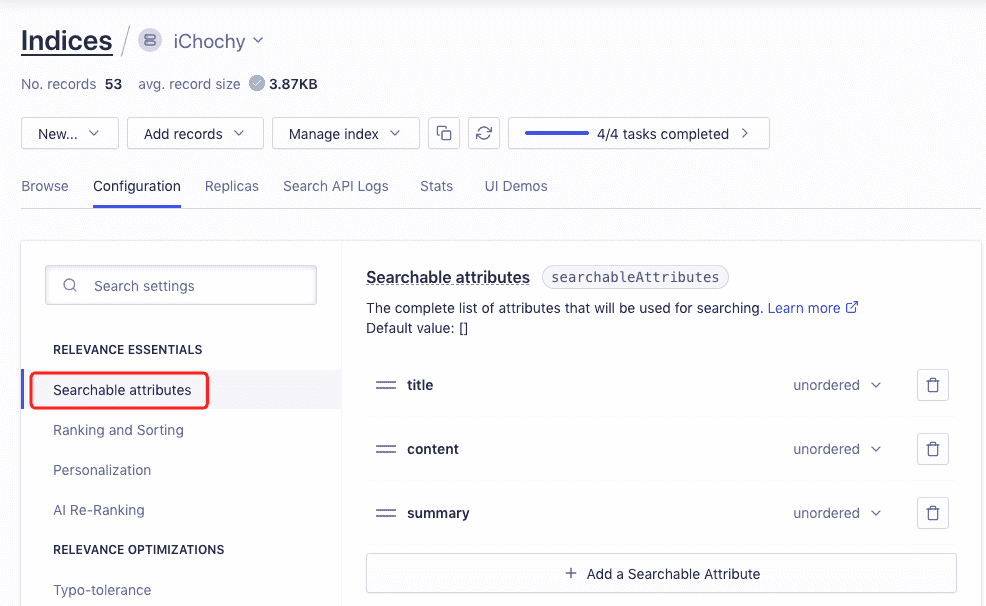 Indices / iChochy
No. records 53 avg. record size 3.87KB
New... Add records Manage index 4/4 tasks completed
Browse Configuration Replicas Search API Logs Stats UI Demos
Search settings
RELEVANCE ESSENTIALS
Searchable attributes
Ranking and Sorting
Personalization
AI Re-Ranking
RELEVANCE OPTIMIZATIONS
Typo-tolerance
Searchable attributes searchableAttributes
The complete list of attributes that will be used for searching. Learn more
Default value: []
title unordered
content unordered
summary unordered
+ Add a Searchable Attribute